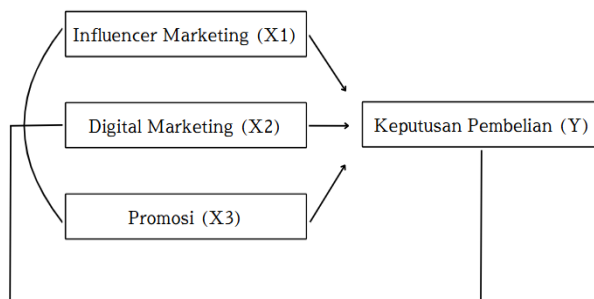 Influencer Marketing (X1)
Digital Marketing (X2)
Keputusan Pembelian (Y)
Promosi (X3)